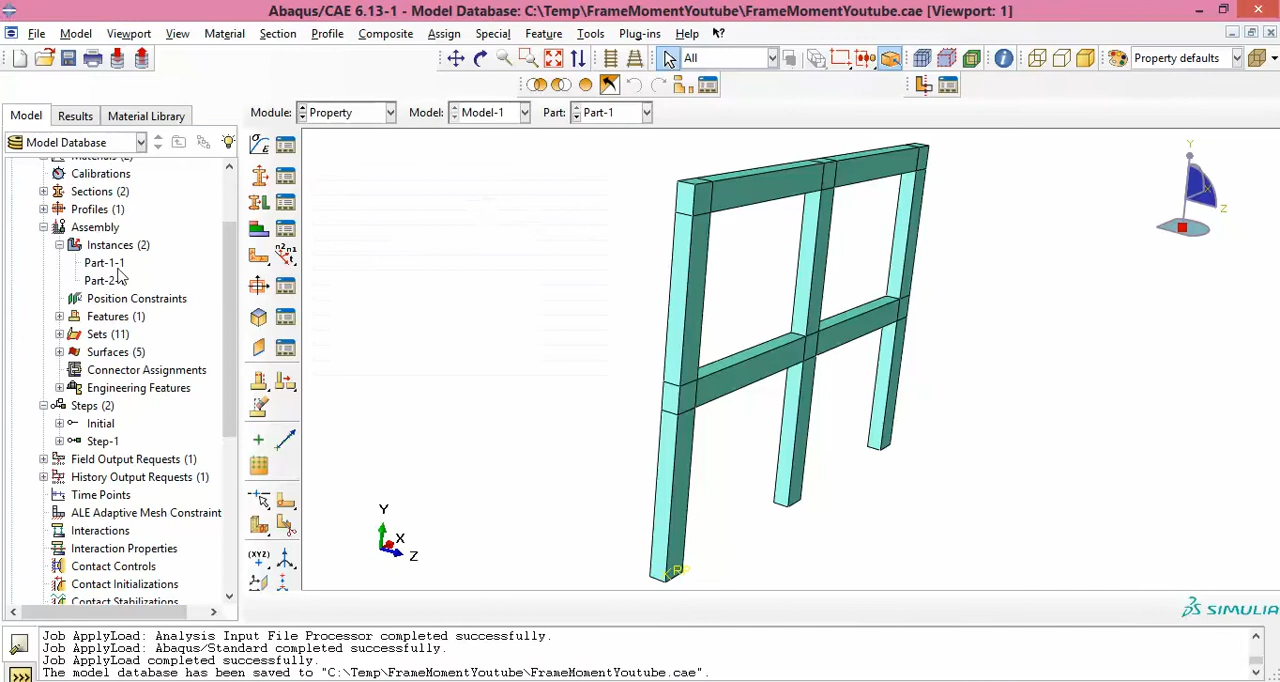 Abaqus/CAE 6.13-1 - Model Database: C:\Temp\FrameMomentYoutube\FrameMomentYoutube.cae [Viewport: 1]
File Model Viewport View Material Section Profile Composite Assign Special Feature Tools Plug-ins Help
All
Property defaults
Model Results Material Library
Module: Property Model: Model-1 Part: Part-1
Model Database
Calibrations
Sections (2)
Profiles (1)
Assembly
Instances (2)
Part-1-1
Part-2
Position Constraints
Features (1)
Sets (11)
Surfaces (5)
Connector Assignments
Engineering Features
Steps (2)
Initial
Step-1
Field Output Requests (1)
History Output Requests (1)
Time Points
ALE Adaptive Mesh Constraint
Interactions
Interaction Properties
Contact Controls
Contact Initializations
Contact Stabilizations
Y
X
Z
Y
X
Z
RP
SIMULIA
Job ApplyLoad: Analysis Input File Processor completed successfully.
Job ApplyLoad: Abaqus/Standard completed successfully.
Job ApplyLoad completed successfully.
The model database has been saved to "C:\Temp\FrameMomentYoutube\FrameMomentYoutube.cae".